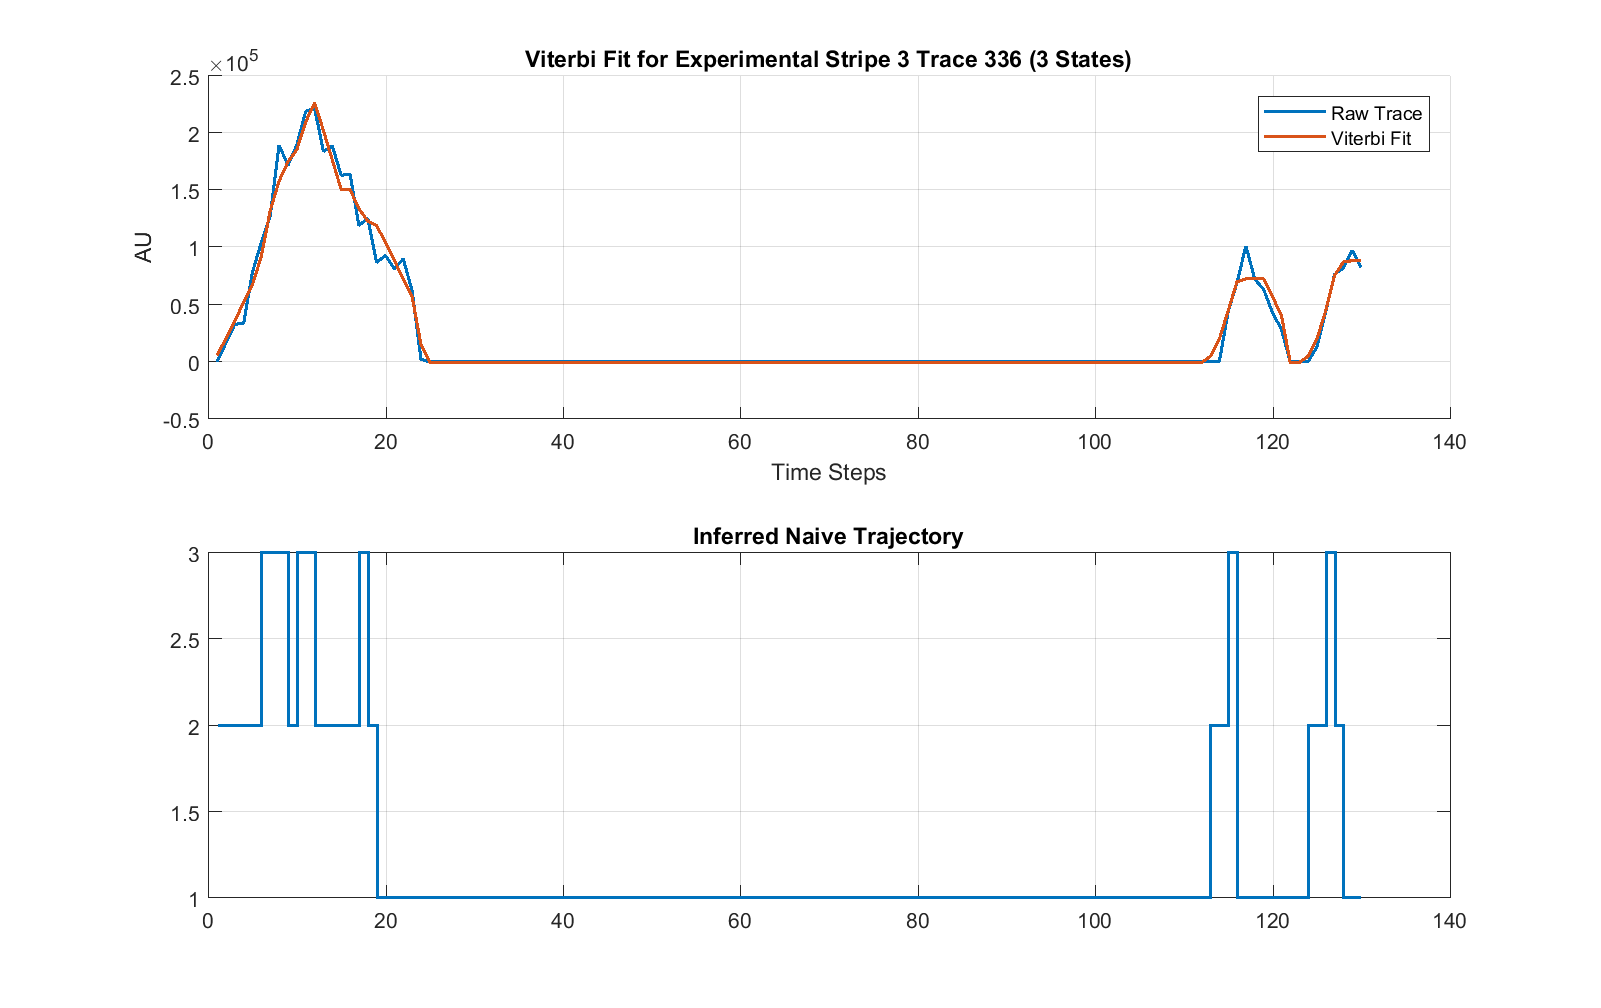 Viterbi Fit for Experimental Stripe 3 Trace 336 (3 States)
×10^5
2.5
2
1.5
1
0.5
0
-0.5
AU
Raw Trace
Viterbi Fit
0 20 40 60 80 100 120 140
Time Steps
Inferred Naive Trajectory
3
2.5
2
1.5
1
0 20 40 60 80 100 120 140